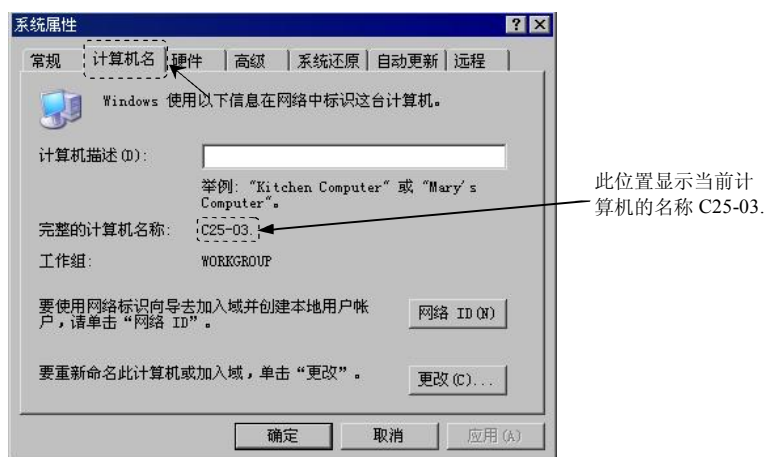 系统属性
常规 计算机名 硬件 高级 系统还原 自动更新 远程
Windows 使用以下信息在网络中标识这台计算机。
计算机描述(D):
举例: "Kitchen Computer" 或 "Mary's
Computer"。
完整的计算机名称: C25-03.
工作组: WORKGROUP
要使用网络标识向导去加入域并创建本地用户帐
户，请单击“网络 ID”。
网络 ID(N)
要重新命名此计算机或加入域，单击“更改”。
更改(C)...
确定 取消 应用(A)
此位置显示当前计
算机的名称 C25-03.